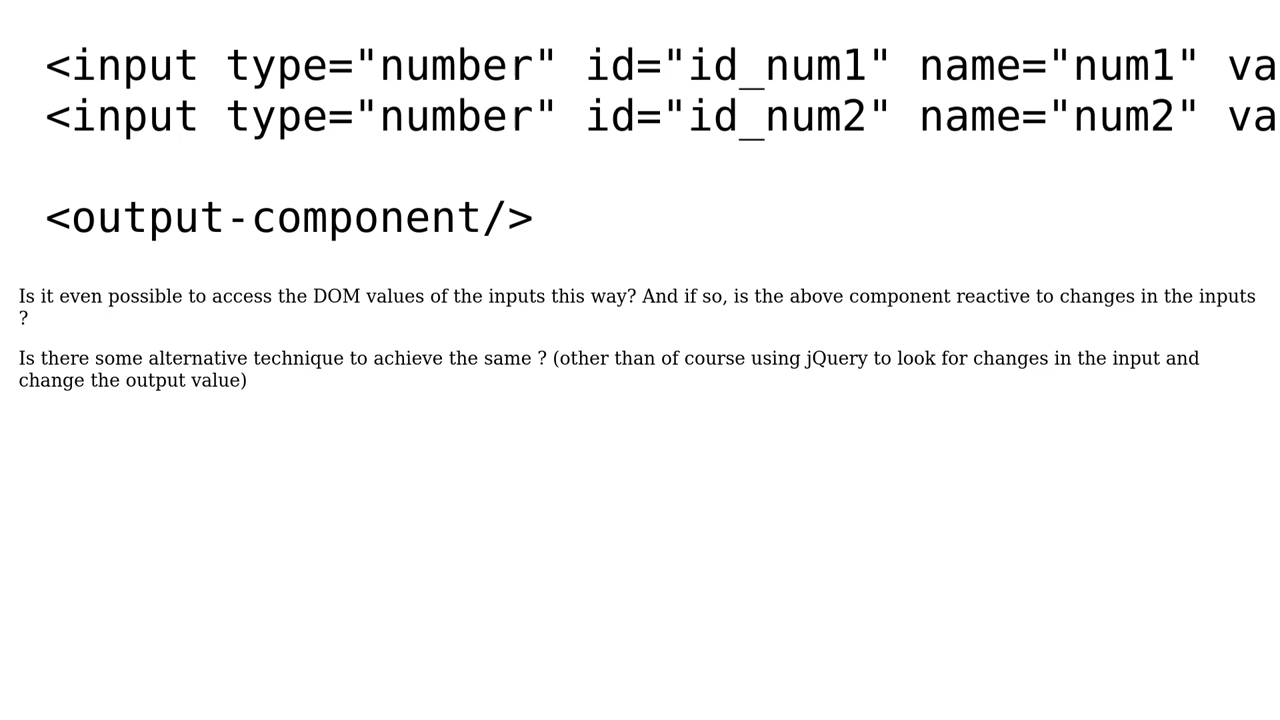 <input type="number" id="id_num1" name="num1" va
<input type="number" id="id_num2" name="num2" va
<output-component/>
Is it even possible to access the DOM values of the inputs this way? And if so, is the above component reactive to changes in the inputs
?
Is there some alternative technique to achieve the same ? (other than of course using jQuery to look for changes in the input and
change the output value)